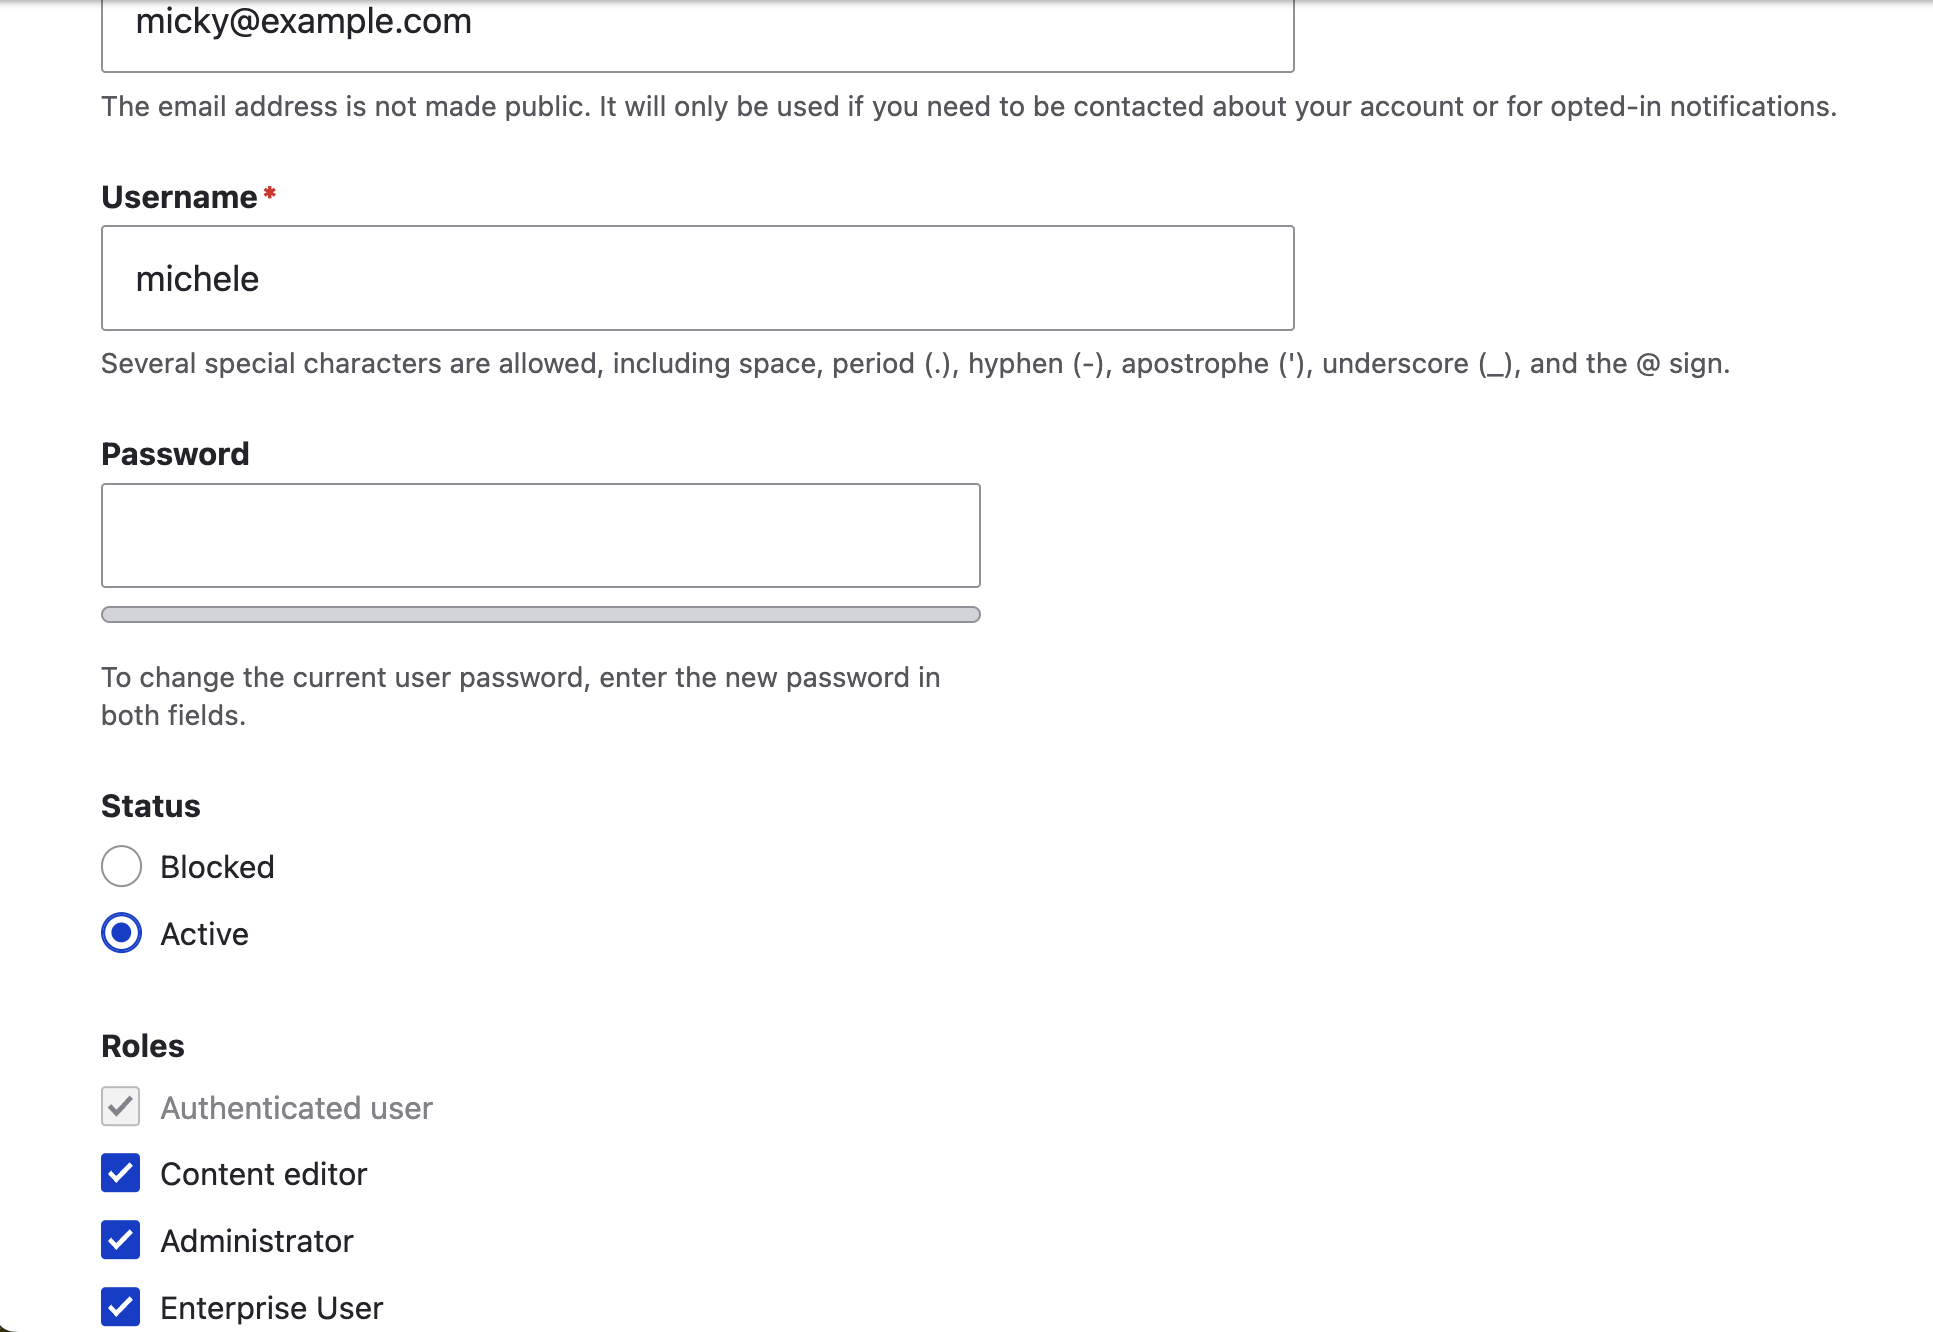 micky@example.com
The email address is not made public. It will only be used if you need to be contacted about your account or for opted-in notifications.
Username*
michele
Several special characters are allowed, including space, period (.), hyphen (-), apostrophe ('), underscore (_), and the @ sign.
Password
To change the current user password, enter the new password in
both fields.
Status
Blocked
Active
Roles
Authenticated user
Content editor
Administrator
Enterprise User